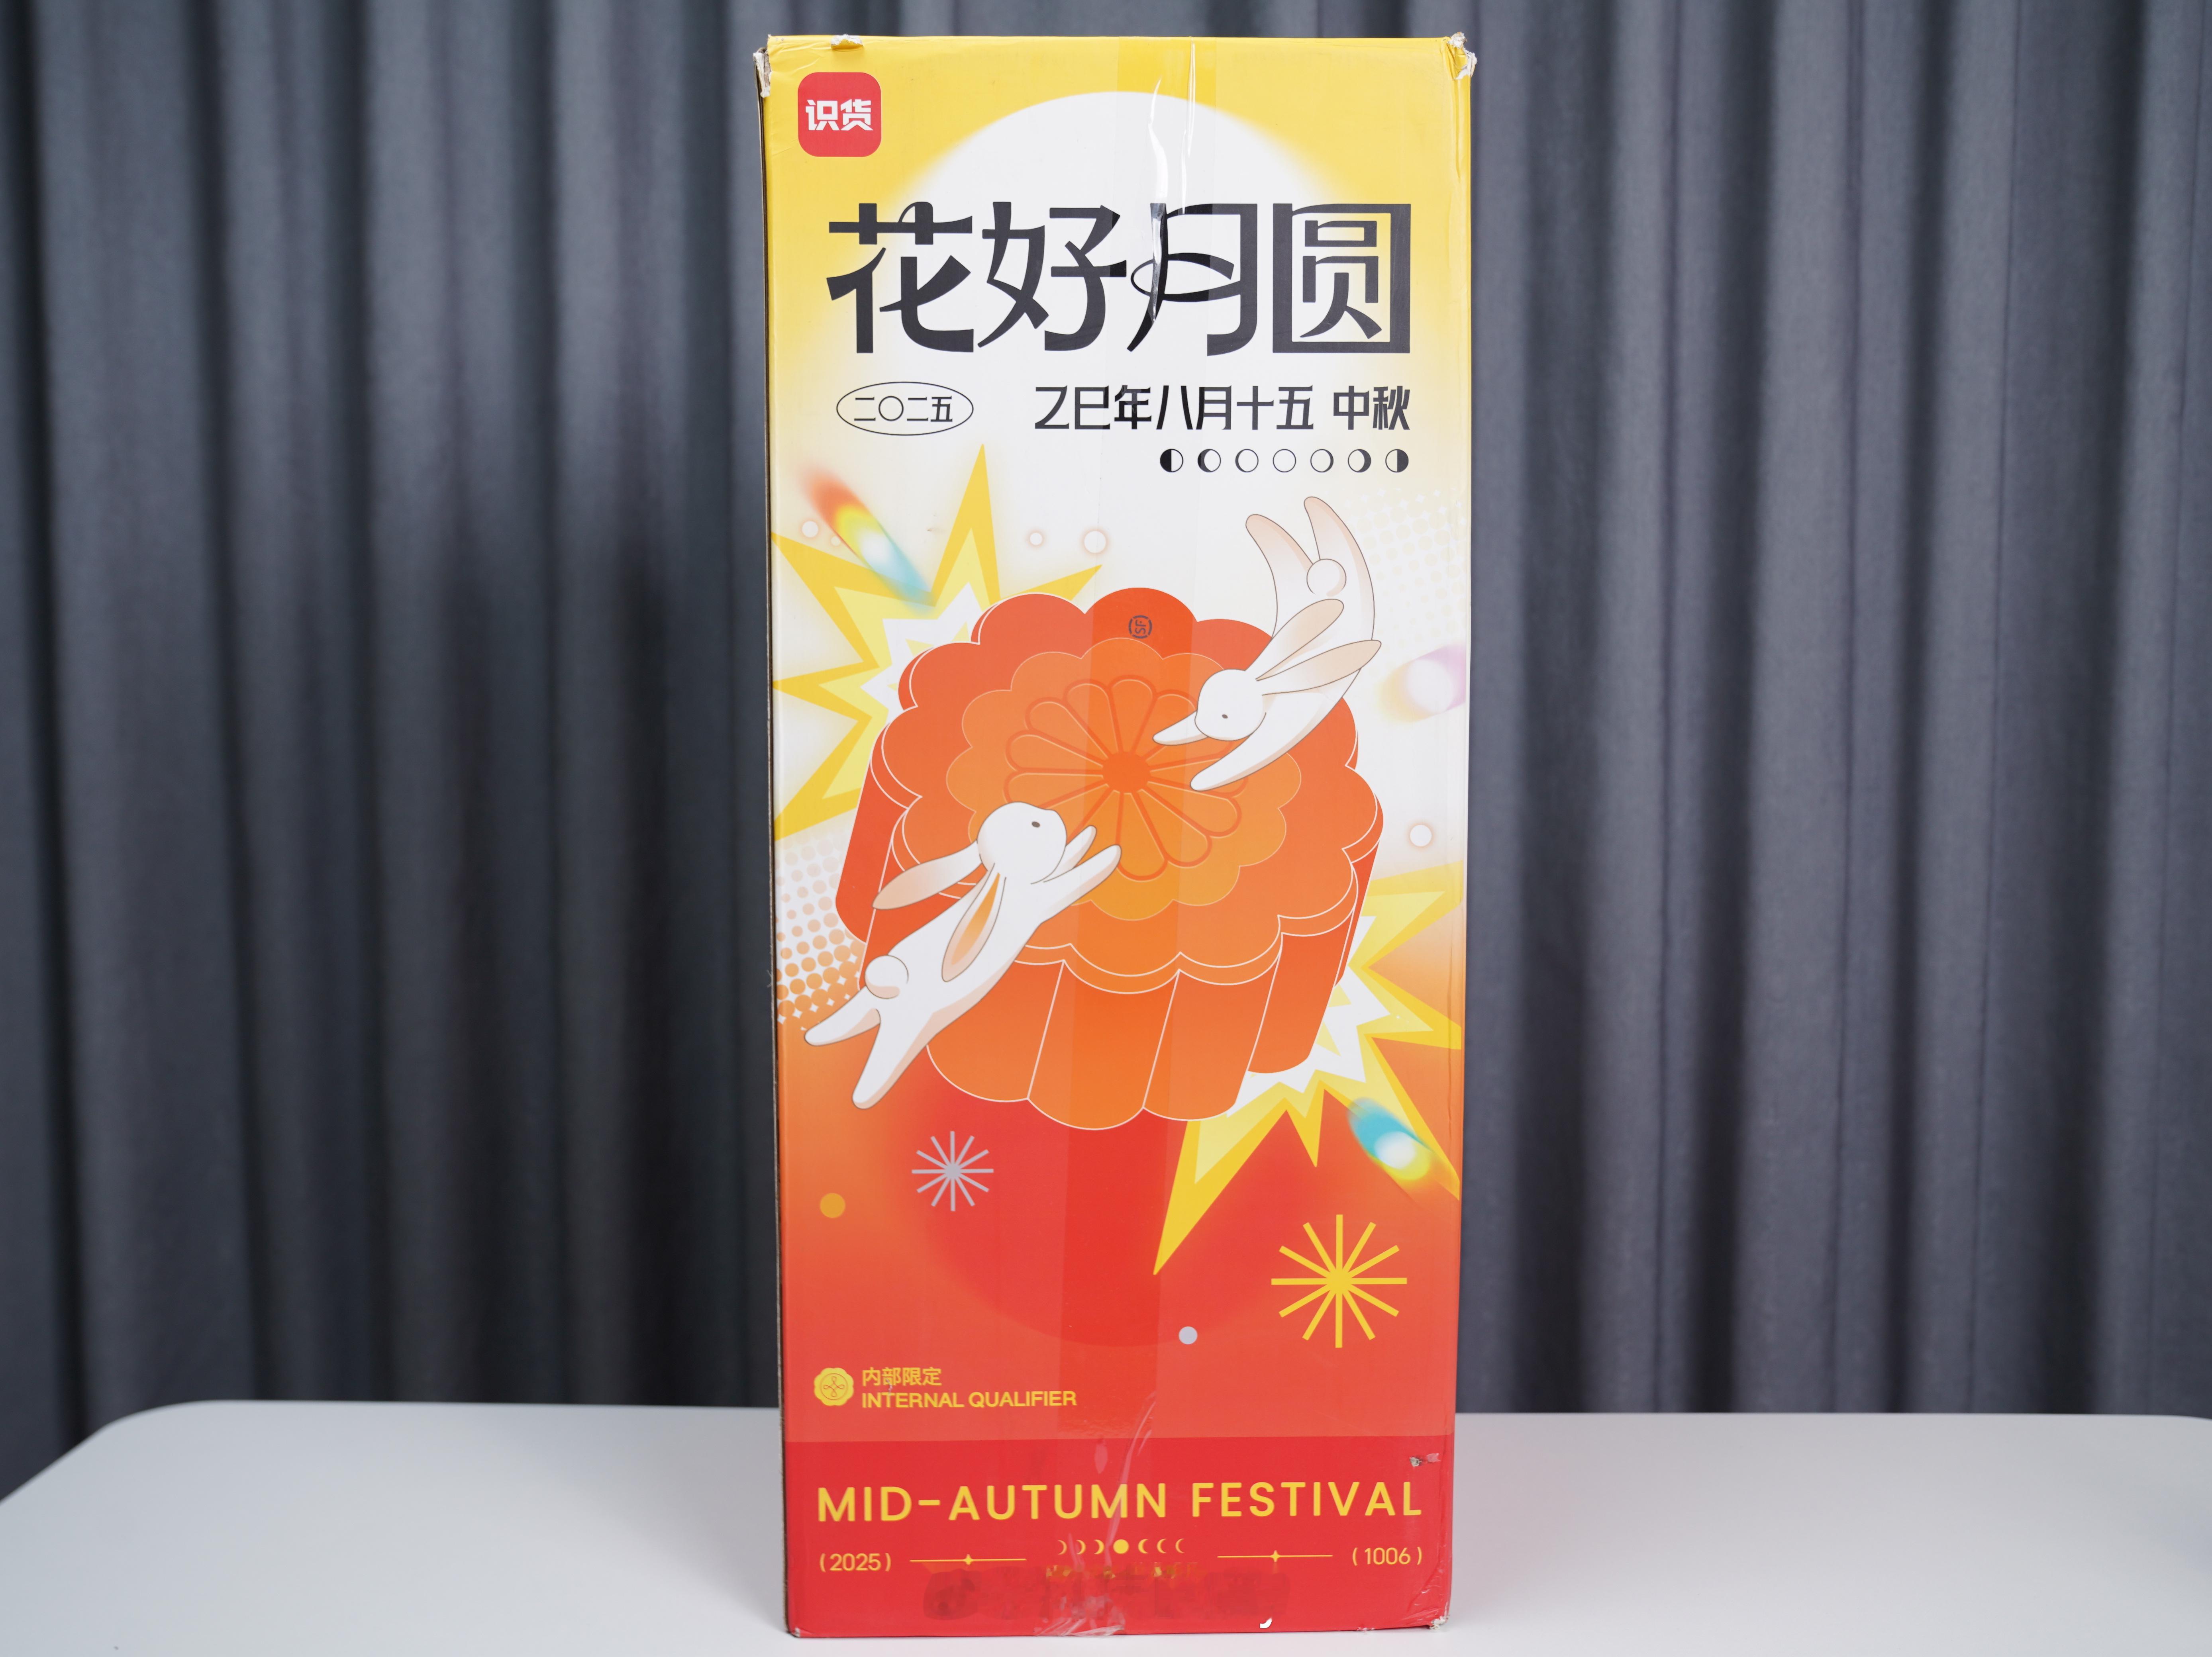 识货
花好月圆
二〇二五
乙巳年八月十五 中秋
SF
内部限定
INTERNAL QUALIFIER
MID-AUTUMN FESTIVAL
(2025)
(1006)